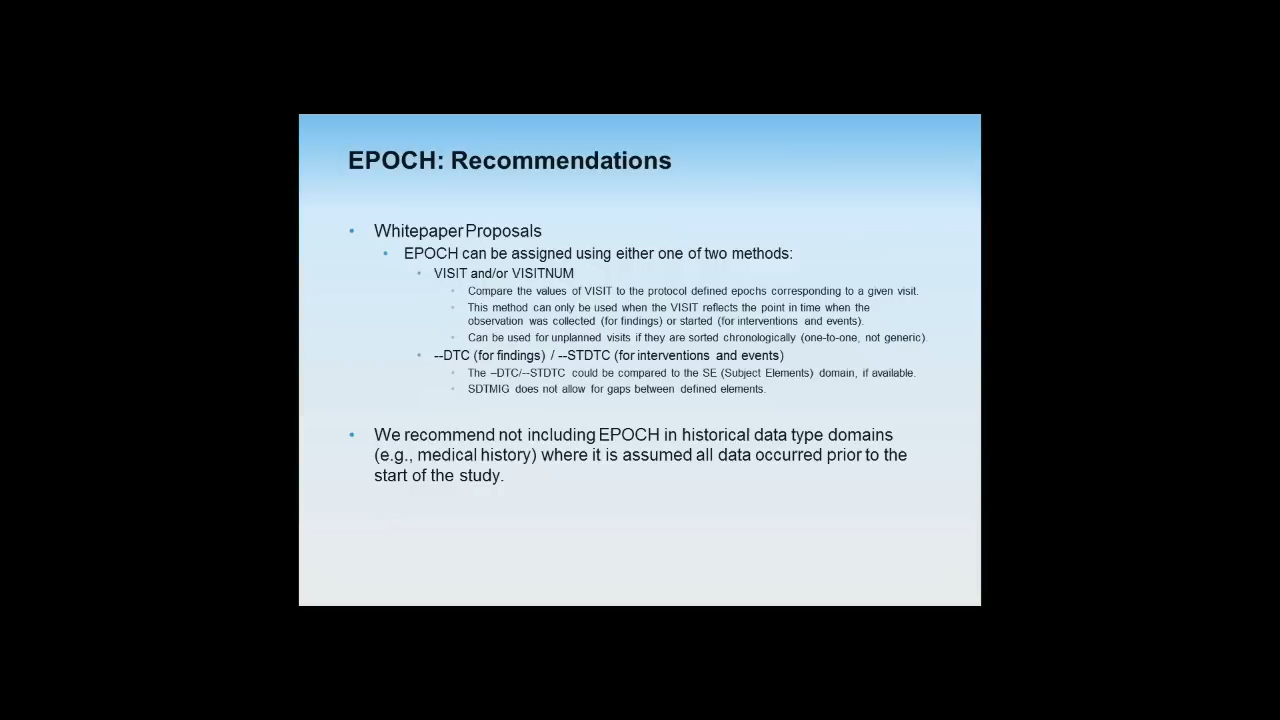 EPOCH: Recommendations
• Whitepaper Proposals
• EPOCH can be assigned using either one of two methods:
• VISIT and/or VISITNUM
• Compare the values of VISIT to the protocol defined epochs corresponding to a given visit.
• This method can only be used when the VISIT reflects the point in time when the
observation was collected (for findings) or started (for interventions and events).
• Can be used for unplanned visits if they are sorted chronologically (one-to-one, not generic).
• --DTC (for findings) / --STDTC (for interventions and events)
• The –DTC/--STDTC could be compared to the SE (Subject Elements) domain, if available.
• SDTMIG does not allow for gaps between defined elements.
• We recommend not including EPOCH in historical data type domains
(e.g., medical history) where it is assumed all data occurred prior to the
start of the study.